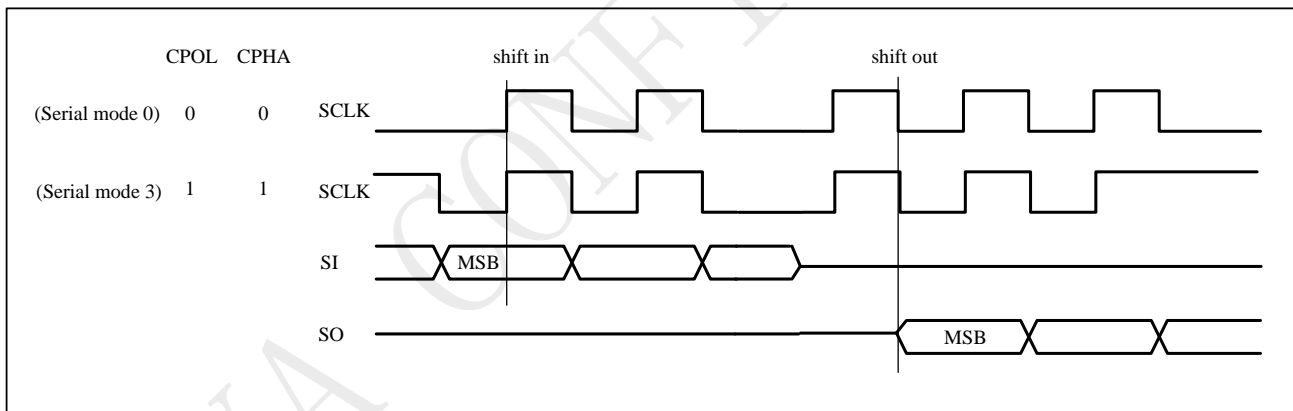 CPOL CPHA shift in shift out
(Serial mode 0) 0 0 SCLK
(Serial mode 3) 1 1 SCLK
SI MSB
SO MSB